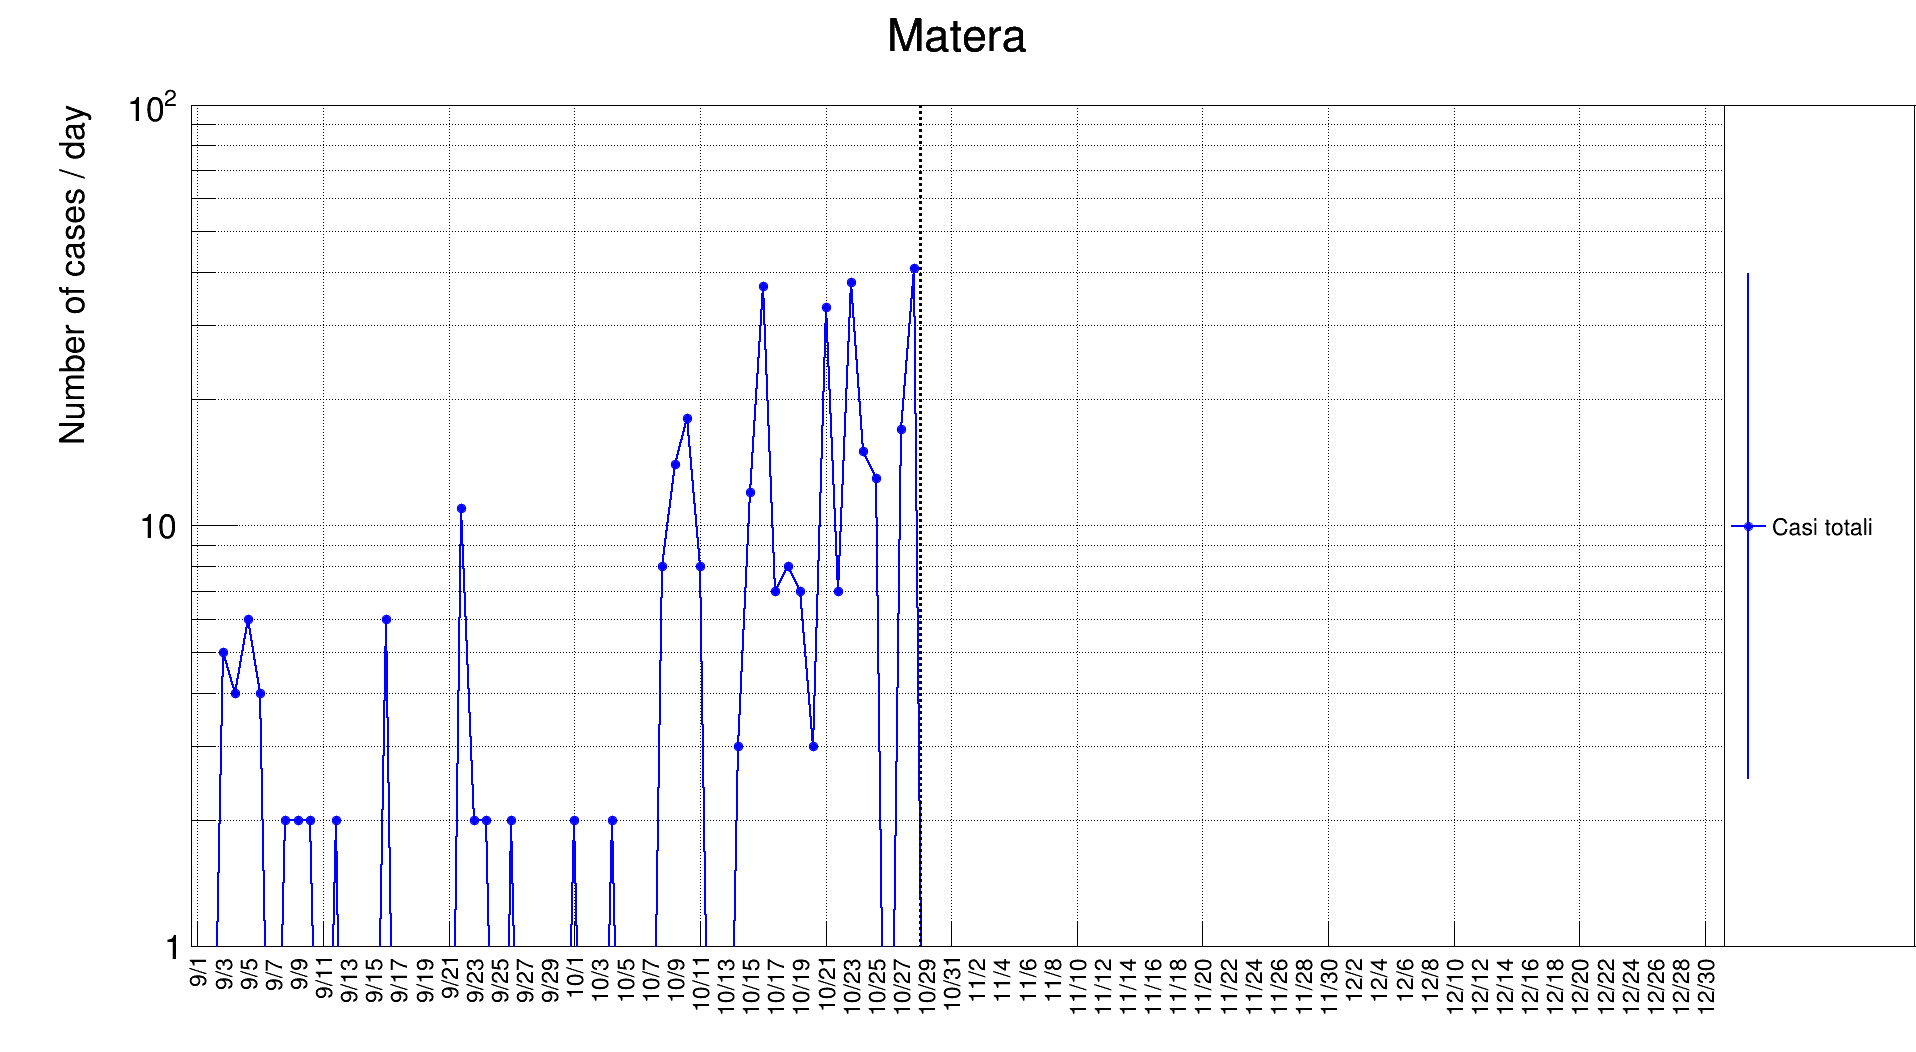 Matera
Number of cases / day
10²
10
1
9/1 9/3 9/5 9/7 9/9 9/11 9/13 9/15 9/17 9/19 9/21 9/23 9/25 9/27 9/29 10/1 10/3 10/5 10/7 10/9 10/11 10/13 10/15 10/17 10/19 10/21 10/23 10/25 10/27 10/29 10/31 11/2 11/4 11/6 11/8 11/10 11/12 11/14 11/16 11/18 11/20 11/22 11/24 11/26 11/28 11/30 12/2 12/4 12/6 12/8 12/10 12/12 12/14 12/16 12/18 12/20 12/22 12/24 12/26 12/28 12/30
Casi totali